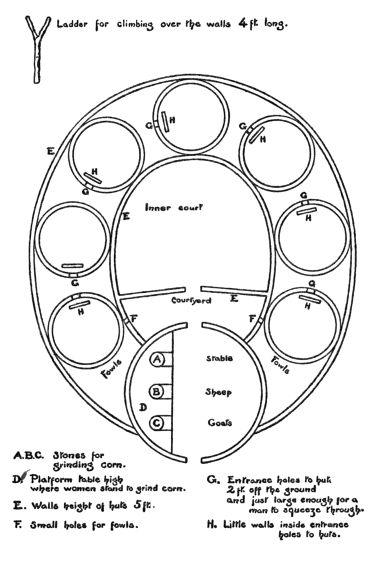 Ladder for climbing over the walls 4 ft. long.
G H
G H
E
H
G
G
H
E
Inner court
G
H
G
H
Courtyard
E
G
H
F
F
Fowls
Fowls
A Stable
B Sheep
D
C Goats
A.B.C. Stones for
grinding corn.
D. Platform table high
where women stand to grind corn.
E. Walls height of huts 5 ft.
F. Small holes for fowls.
G. Entrance holes to hut.
2 ft. off the ground
and just large enough for a
man to squeeze through.
H. Little walls inside entrance
holes to huts.